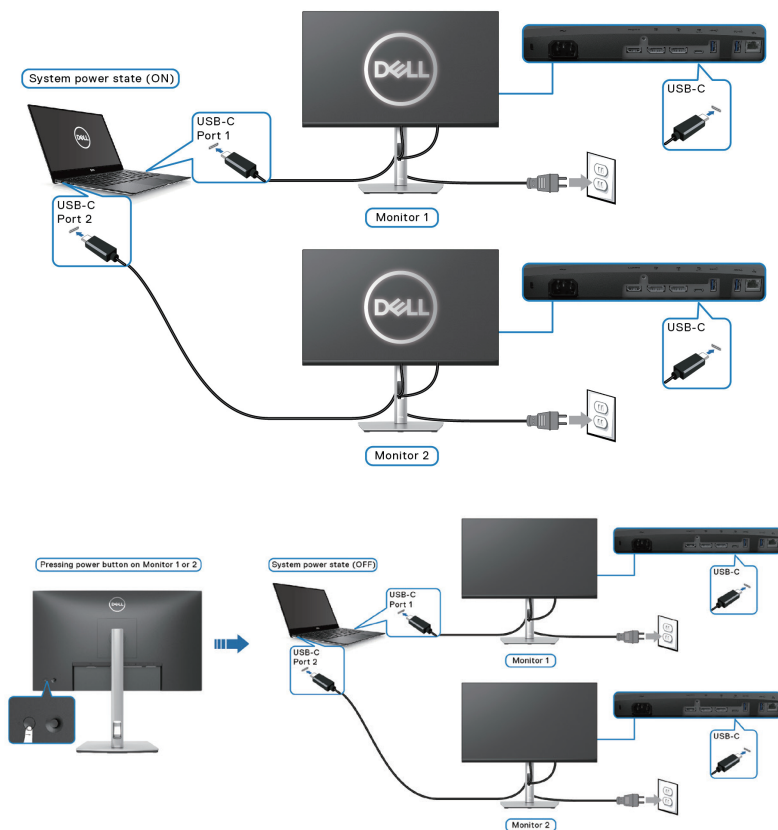 System power state (ON)
DELL
DELL
USB-C
Port 1
USB-C
Monitor 1
USB-C
Port 2
DELL
USB-C
Monitor 2
Pressing power button on Monitor 1 or 2
DELL
System power state (OFF)
USB-C
Port 1
USB-C
Monitor 1
USB-C
Port 2
USB-C
Monitor 2